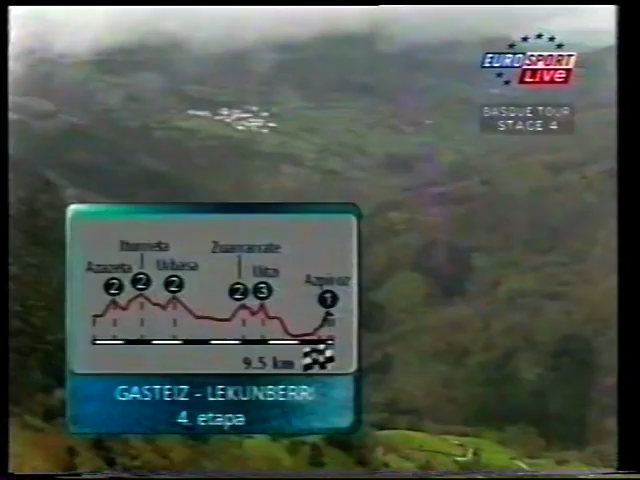 EUROSPORT
LIVE
BASQUE TOUR
STAGE 4
Iturrieta
Zuarrarrate
Azazeta
Urbasa
Uitzi
Azpiroz
2
2
2
2
3
1
9.5 km
GASTEIZ - LEKUNBERRI
4. etapa